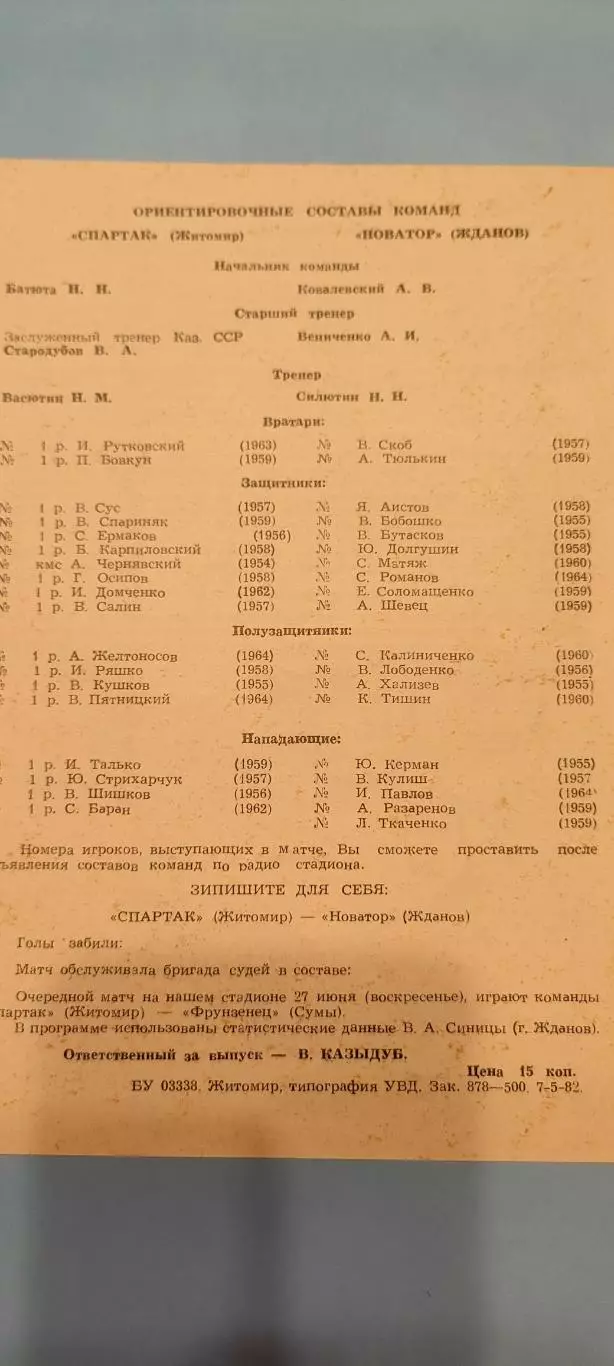 ОРИЕНТИРОВОЧНЫЕ СОСТАВЫ КОМАНД
«СПАРТАК» (Житомир) «НОВАТОР» (ЖДАНОВ)
Начальник команды
Батюта Н. Н. Ковалевский А. В.
Старший тренер
Заслуженный тренер Каз. ССР Вениченко А. И.
Стародубов В. А.
Тренер
Васютин Н. М. Силютин Н. Н.
Вратари:
№ 1 р. И. Рутковский (1963) № В. Скоб (1957)
№ 1 р. П. Бовкун (1959) № А. Тюлькин (1959)
Защитники:
№ 1 р. В. Сус (1957) № Я. Аистов (1958)
№ 1 р. В. Спариняк (1959) № В. Бобошко (1955)
№ 1 р. С. Ермаков (1956) № В. Бутасков (1955)
№ 1 р. Б. Карпиловский (1958) № Ю. Долгушин (1958)
№ кмс А. Чернявский (1954) № С. Матяж (1960)
№ 1 р. Г. Осипов (1958) № С. Романов (1964)
№ 1 р. И. Домченко (1962) № Е. Соломащенко (1959)
№ 1 р. В. Салин (1957) № А. Шевец (1959)
Полузащитники:
№ 1 р. А. Желтоносов (1964) № С. Калиниченко (1960)
№ 1 р. И. Ряшко (1958) № В. Лободенко (1956)
№ 1 р. В. Кушков (1955) № А. Хализев (1955)
1 р. В. Пятницкий (1964) № К. Тишин (1960)
Нападающие:
1 р. И. Талько (1959) № Ю. Керман (1955)
1 р. Ю. Стрихарчук (1957) № В. Кулиш (1957
1 р. В. Шишков (1956) № И. Павлов (1964)
1 р. С. Баран (1962) № А. Разаренов (1959)
№ Л. Ткаченко (1959)
Номера игроков, выступающих в матче, Вы сможете проставить после
ъявления составов команд по радио стадиона.
ЗИПИШИТЕ ДЛЯ СЕБЯ:
«СПАРТАК» (Житомир) — «Новатор» (Жданов)
Голы забили:
Матч обслуживала бригада судей в составе:
Очередной матч на нашем стадионе 27 июня (воскресенье), играют команды
партак» (Житомир) — «Фрунзенец» (Сумы).
В программе использованы статистические данные В. А. Синицы (г. Жданов).
Ответственный за выпуск — В. КАЗЫДУБ.
Цена 15 коп.
БУ 03338. Житомир, типография УВД. Зак. 878—500. 7-5-82.